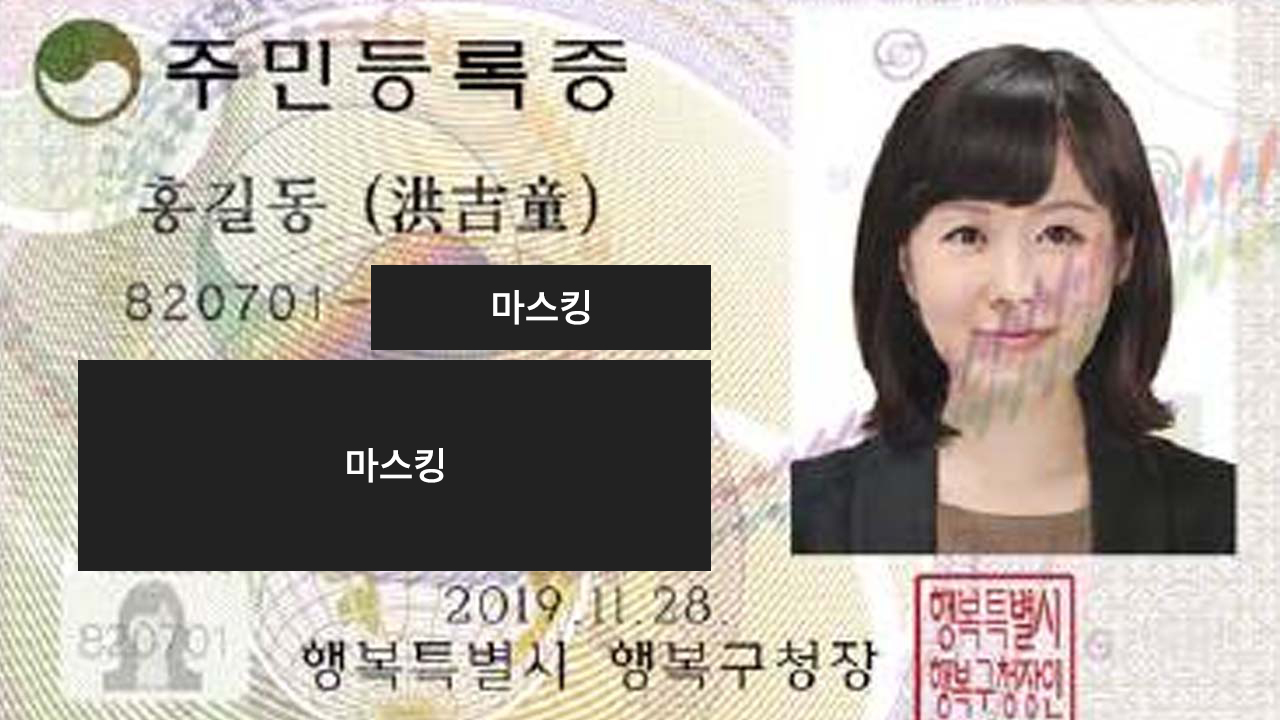 주민등록증
홍길동 (洪吉童)
820701-
마스킹
마스킹
820701
2019.11.28.
행복특별시 행복구청장
행복특별시
행복구청장인